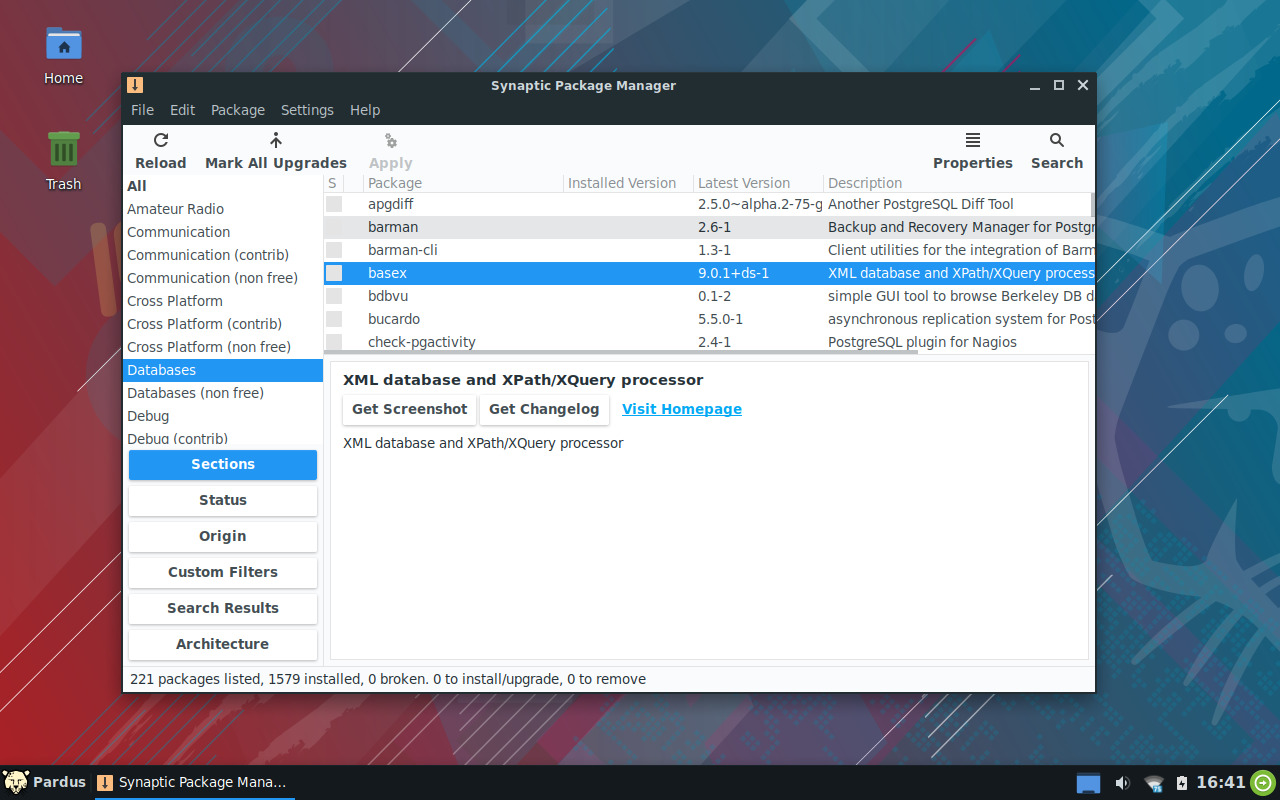 Home
Trash
Synaptic Package Manager
File Edit Package Settings Help
Reload Mark All Upgrades Apply Properties Search
All
Amateur Radio
Communication
Communication (contrib)
Communication (non free)
Cross Platform
Cross Platform (contrib)
Cross Platform (non free)
Databases
Databases (non free)
Debug
Debug (contrib)
Sections
Status
Origin
Custom Filters
Search Results
Architecture
S Package Installed Version Latest Version Description
apgdiff 2.5.0~alpha.2-75-g Another PostgreSQL Diff Tool
barman 2.6-1 Backup and Recovery Manager for Postgr
barman-cli 1.3-1 Client utilities for the integration of Barm
basex 9.0.1+ds-1 XML database and XPath/XQuery process
bdbvu 0.1-2 simple GUI tool to browse Berkeley DB d
bucardo 5.5.0-1 asynchronous replication system for Post
check-pgactivity 2.4-1 PostgreSQL plugin for Nagios
XML database and XPath/XQuery processor
Get Screenshot Get Changelog Visit Homepage
XML database and XPath/XQuery processor
221 packages listed, 1579 installed, 0 broken. 0 to install/upgrade, 0 to remove
Pardus Synaptic Package Mana... 75 16:41